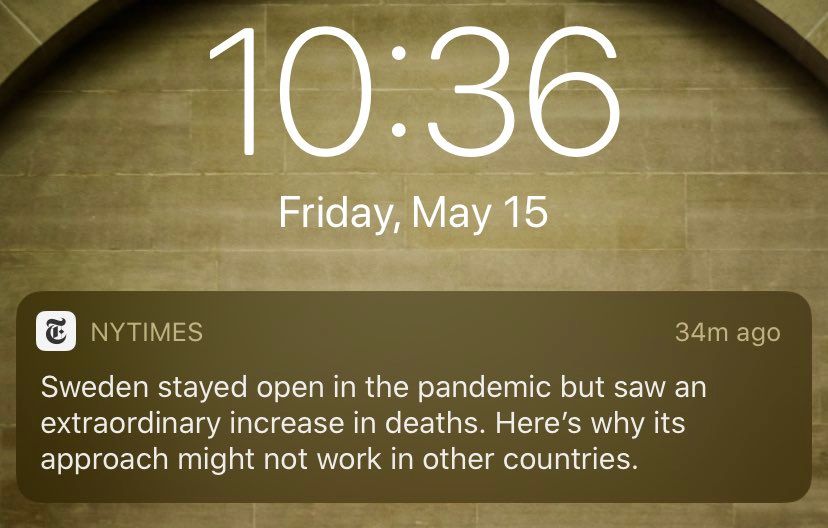 10:36
Friday, May 15
NYTIMES
34m ago
Sweden stayed open in the pandemic but saw an
extraordinary increase in deaths. Here’s why its
approach might not work in other countries.